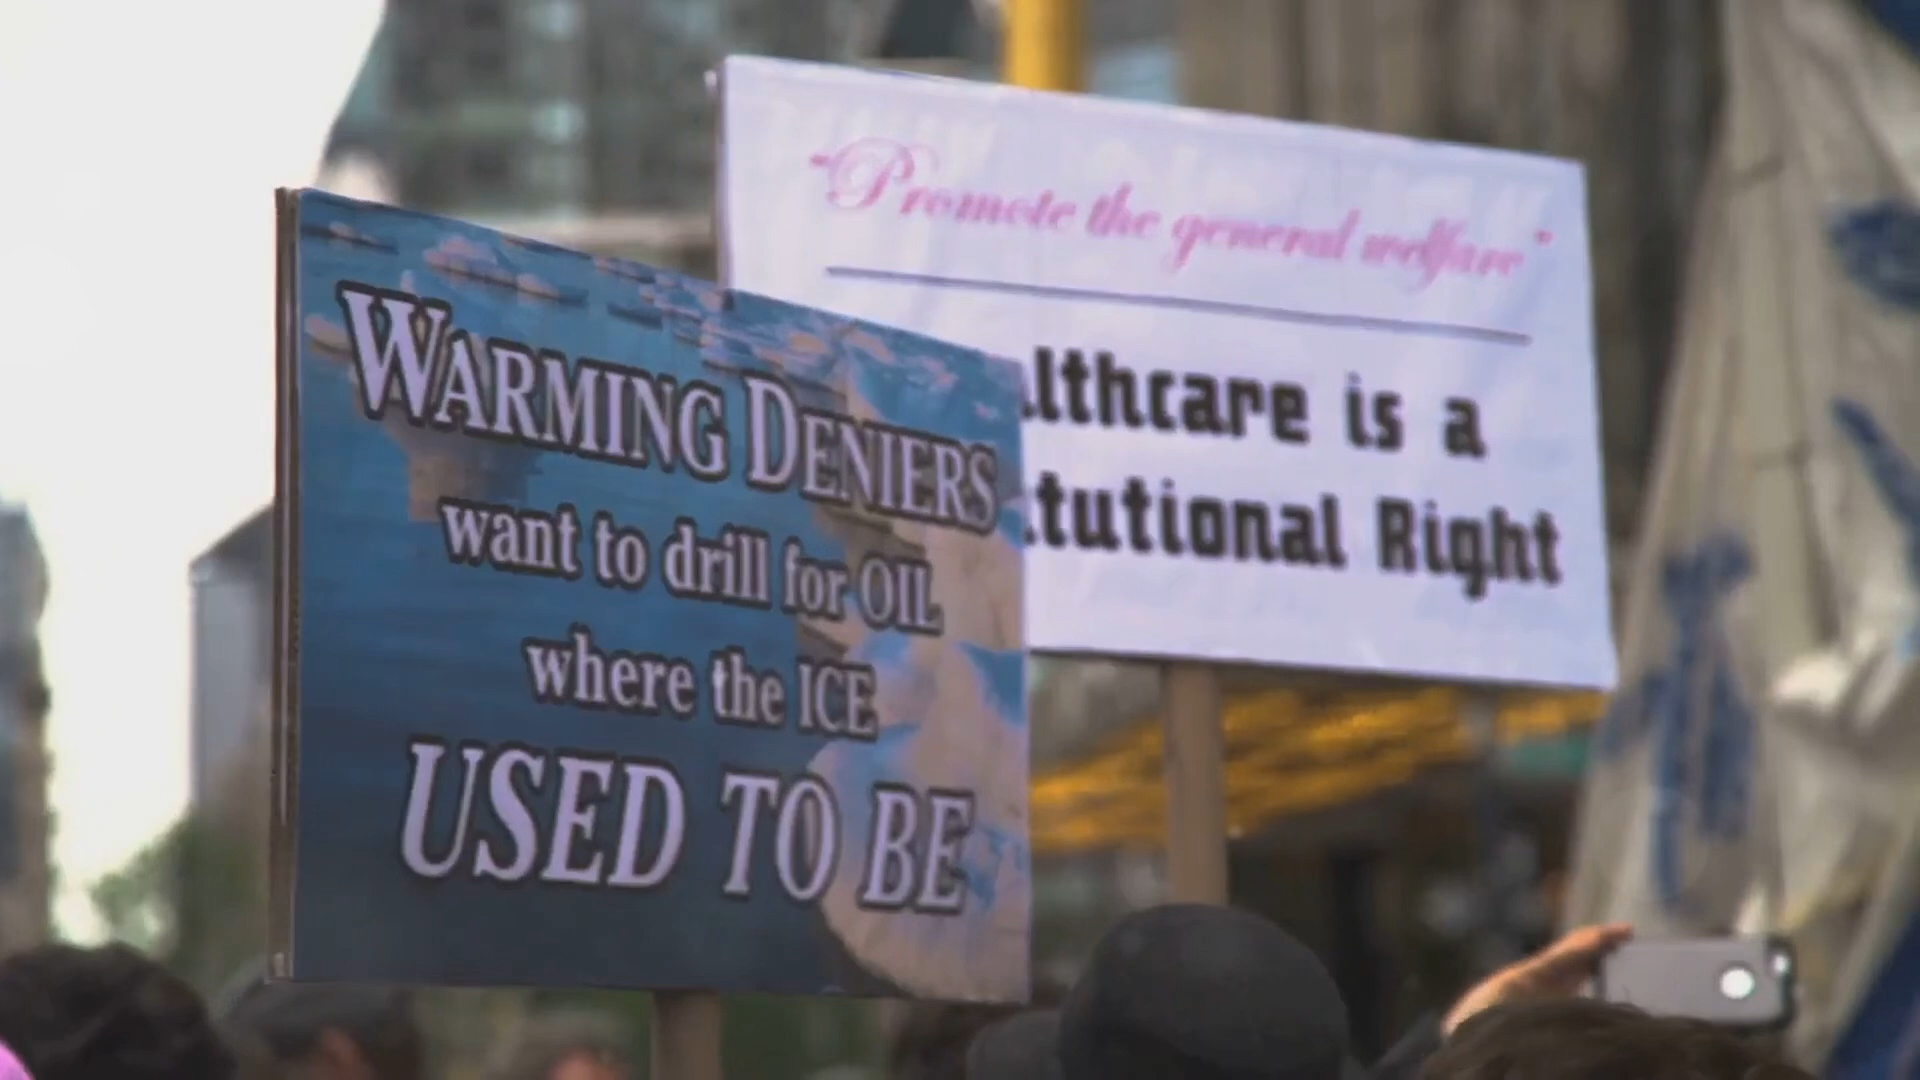 WARMING DENIERS
want to drill for OIL
where the ICE
USED TO BE
"Promote the general welfare"
lthcare is a
tutional Right